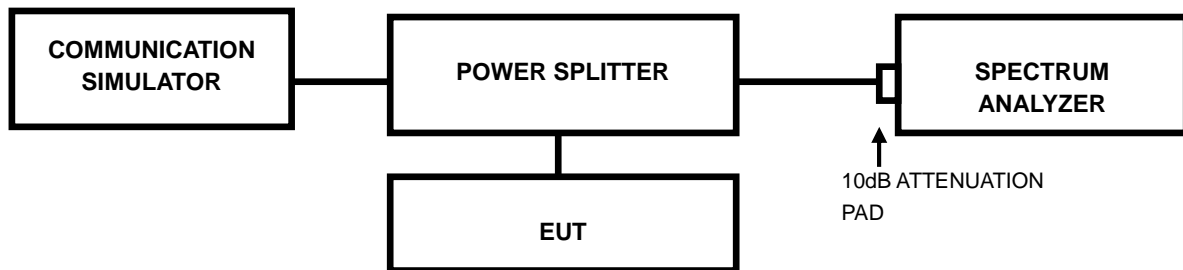 COMMUNICATION
SIMULATOR
POWER SPLITTER
SPECTRUM
ANALYZER
10dB ATTENUATION
PAD
EUT